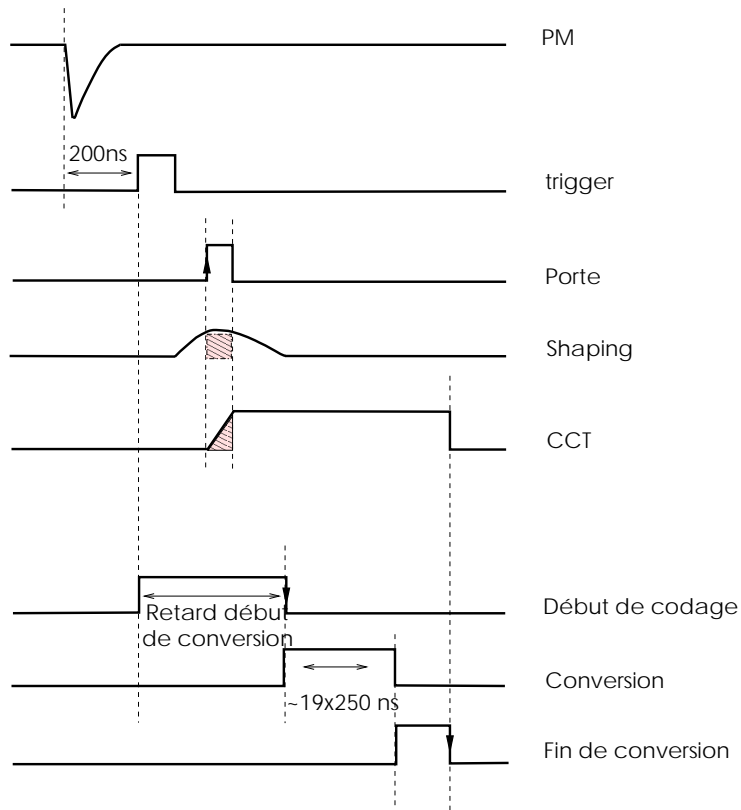 PM
200ns
trigger
Porte
Shaping
CCT
Début de codage
Retard début
de conversion
Conversion
~19x250 ns
Fin de conversion